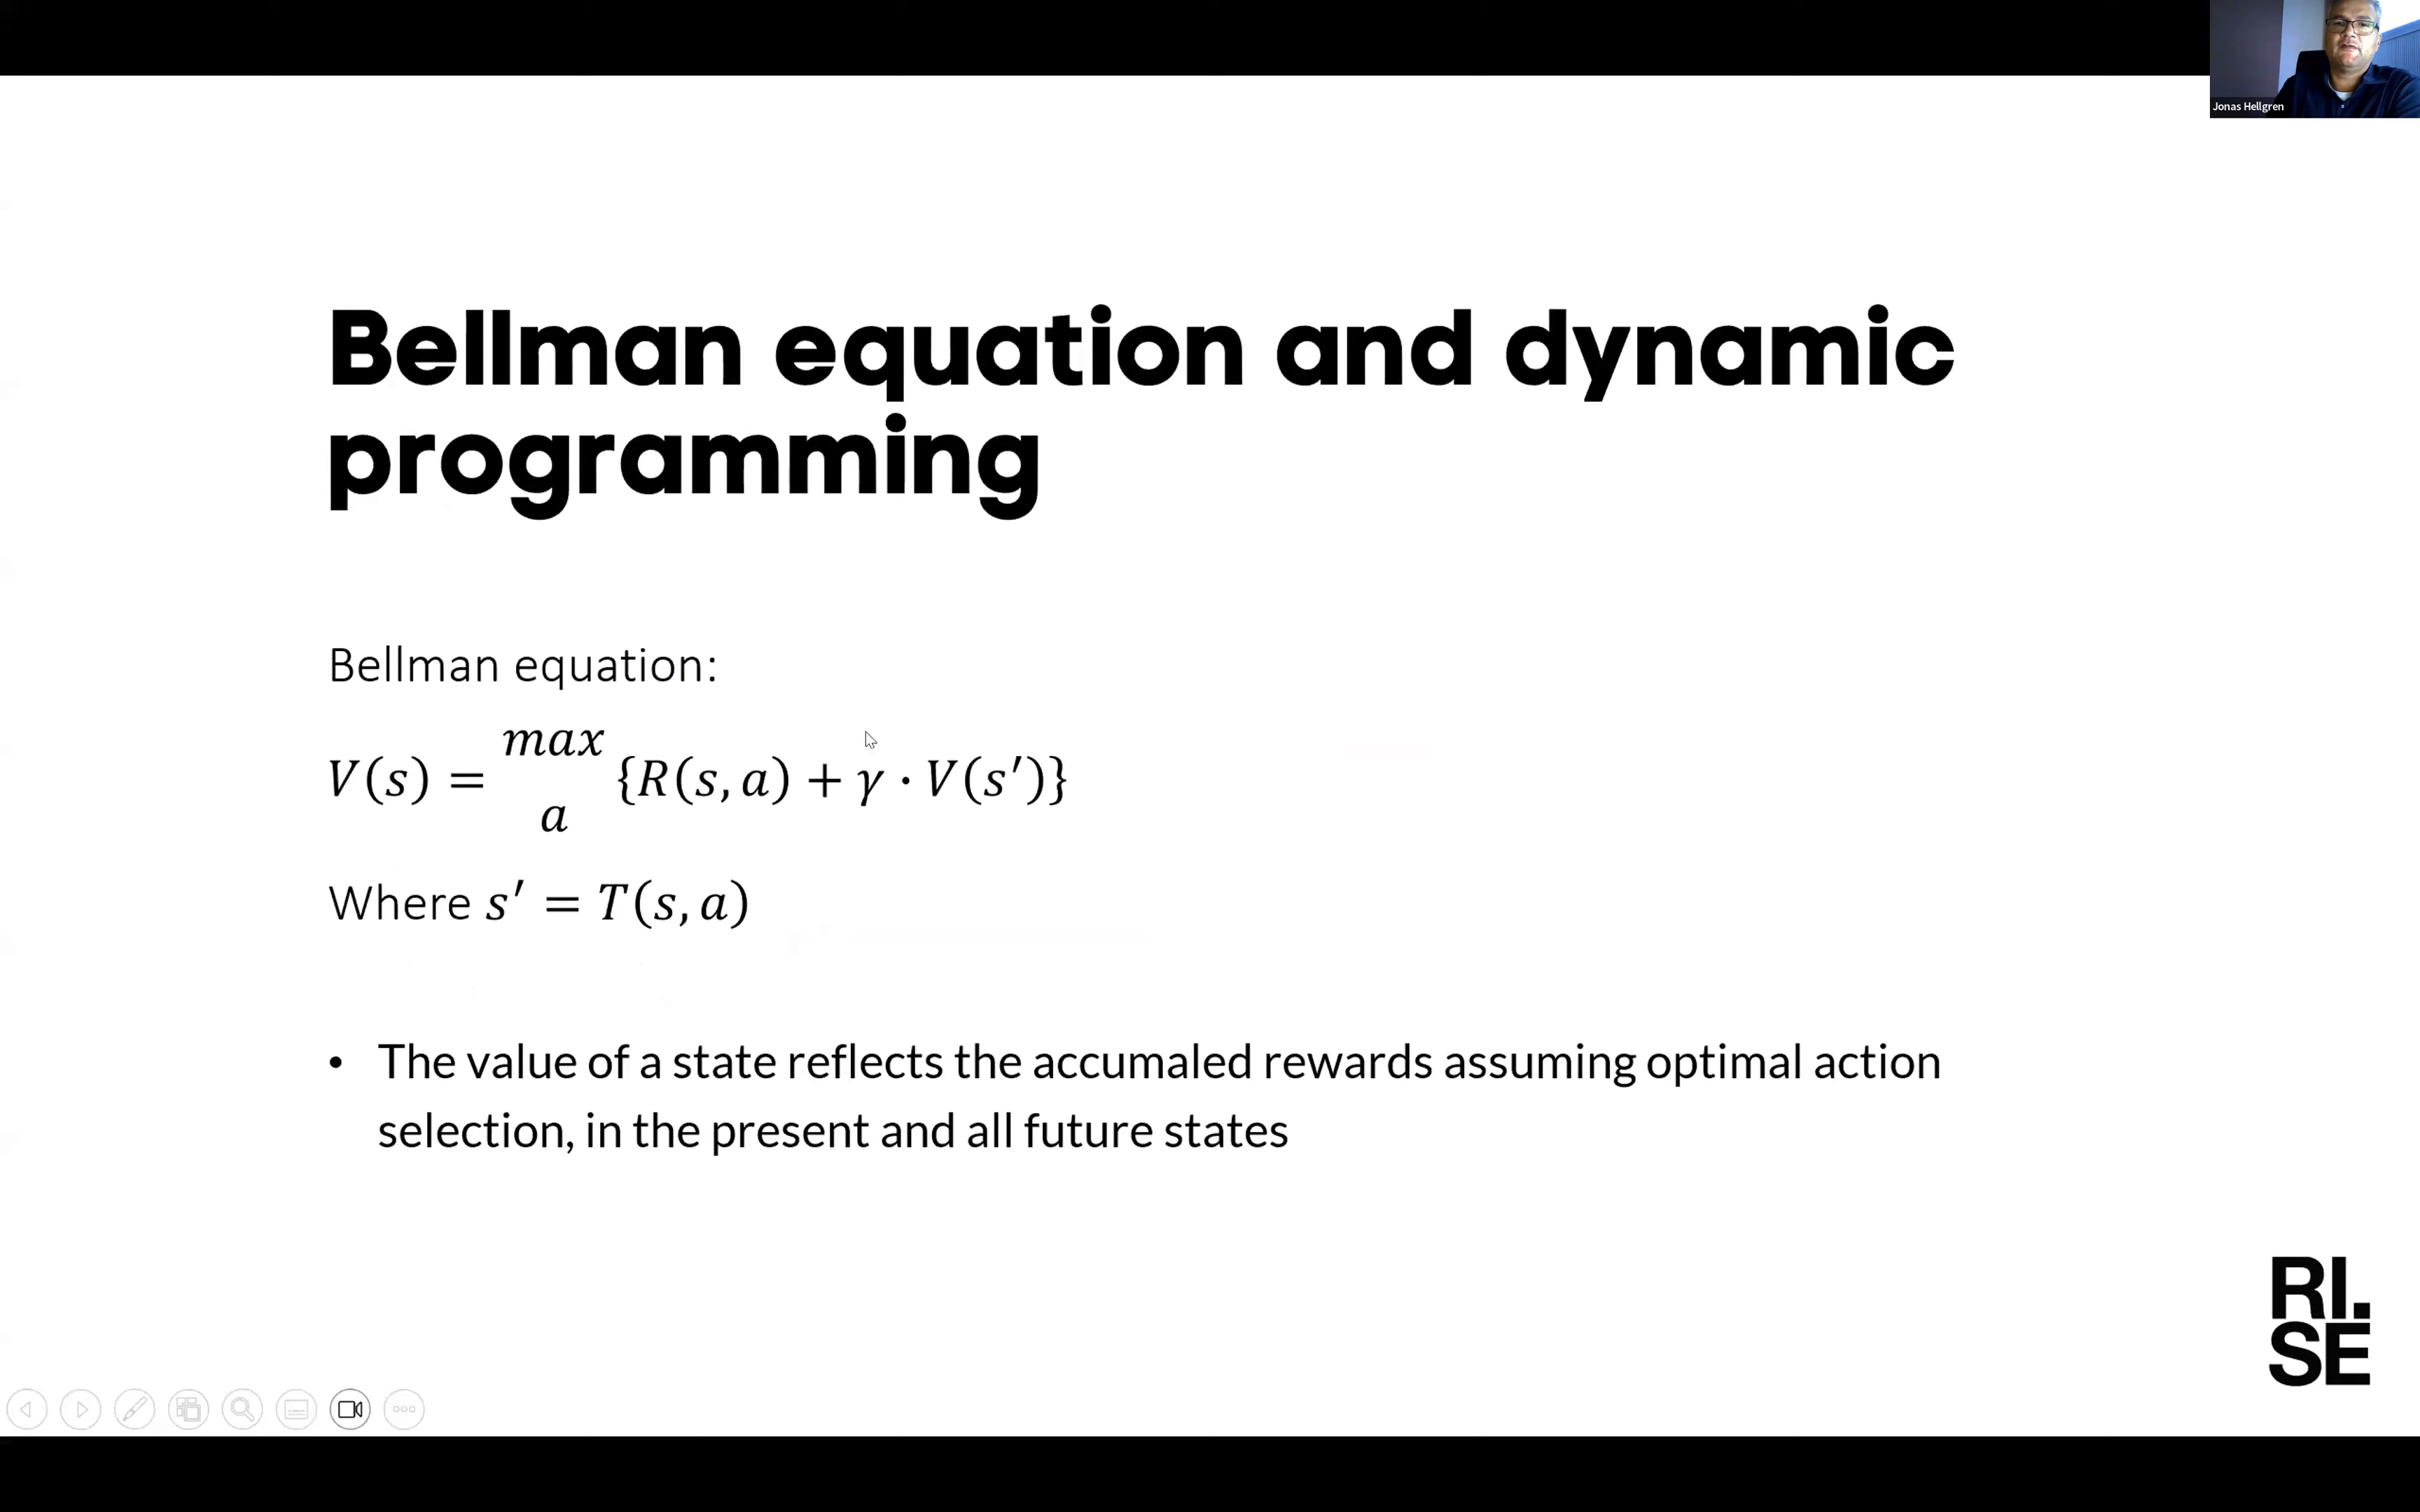 Jonas Hellgren
Bellman equation and dynamic
programming
Bellman equation:
V(s) = max {R(s, a) + γ · V(s′)}
a
Where s′ = T(s, a)
• The value of a state reflects the accumaled rewards assuming optimal action
selection, in the present and all future states
RI.
SE